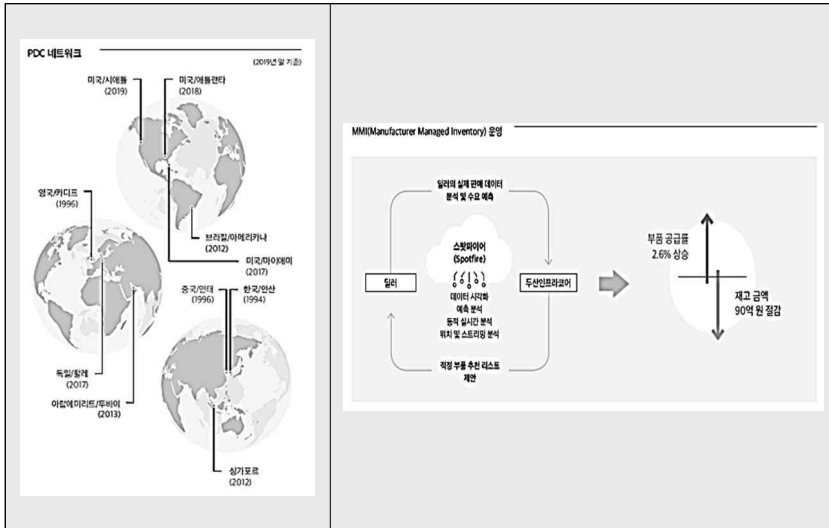 PDC 네트워크
(2019년 말 기준)
미국/시애틀
(2019)
미국/애틀란타
(2018)
영국/카디프
(1996)
브라질/아메리카나
(2012)
미국/마이애미
(2017)
중국/옌타이
(1996)
한국/안산
(1994)
독일/할레
(2017)
아랍에미리트/두바이
(2013)
싱가포르
(2012)
MMI(Manufacturer Managed Inventory) 운영
딜러의 실제 판매 데이터
분석 및 수요 예측
스팟파이어
(Spotfire)
딜러
두산인프라코어
데이터 시각화
예측 분석
동적 실시간 분석
위치 및 스트리밍 분석
적정 부품 추천 리스트
제안
부품 공급률
2.6% 상승
재고 금액
90억 원 절감